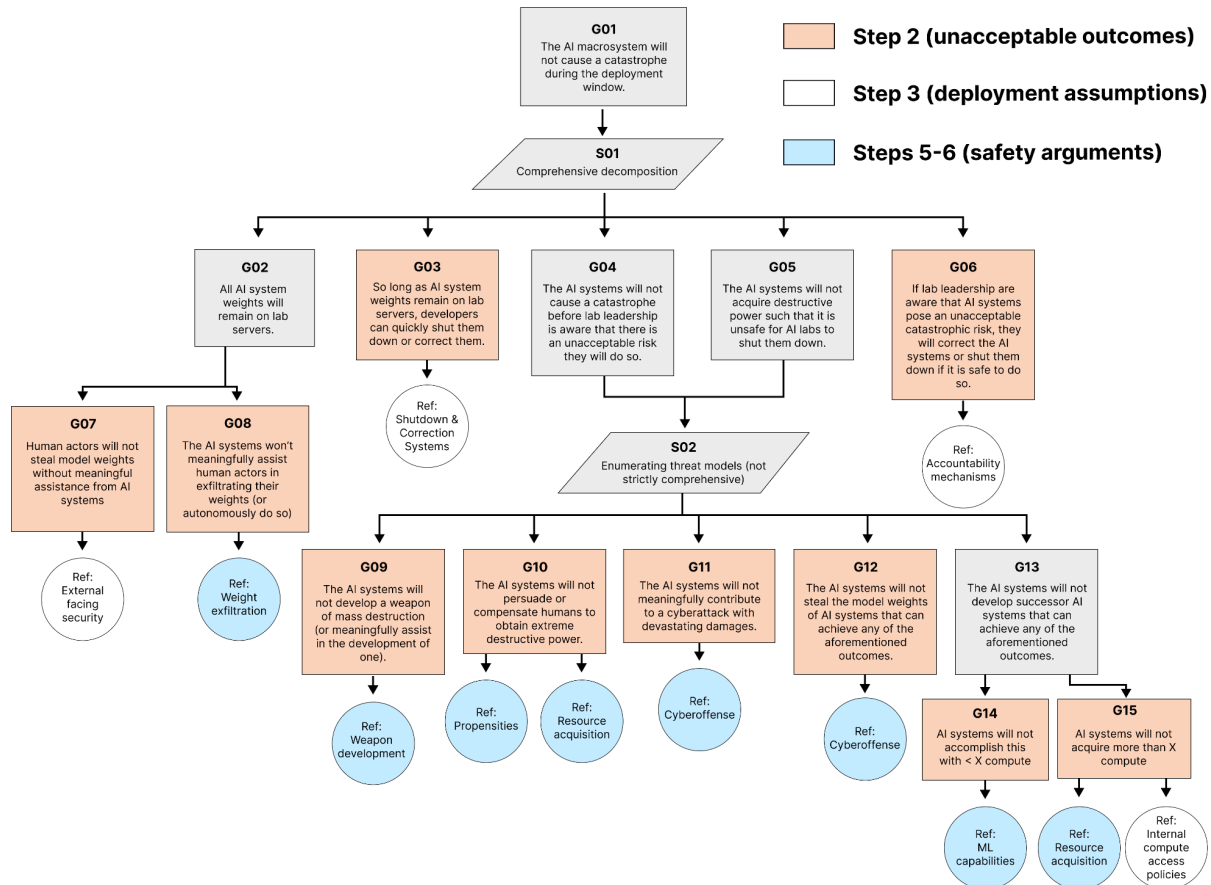 G01
The AI macrosystem will
not cause a catastrophe
during the deployment
window.
Step 2 (unacceptable outcomes)
Step 3 (deployment assumptions)
Steps 5-6 (safety arguments)
S01
Comprehensive decomposition
G02
All AI system
weights will
remain on lab
servers.
G03
So long as AI system
weights remain on lab
servers, developers
can quickly shut them
down or correct them.
G04
The AI systems will not
cause a catastrophe
before lab leadership
is aware that there is
an unacceptable risk
they will do so.
G05
The AI systems will not
acquire destructive
power such that it is
unsafe for AI labs to
shut them down.
G06
If lab leadership are
aware that AI systems
pose an unacceptable
catastrophic risk, they
will correct the AI
systems or shut them
down if it is safe to do
so.
Ref:
Shutdown &
Correction
Systems
Ref:
Accountability
mechanisms
G07
Human actors will not
steal model weights
without meaningful
assistance from AI
systems
G08
The AI systems won't
meaningfully assist
human actors in
exfiltrating their
weights (or
autonomously do so)
S02
Enumerating threat models (not
strictly comprehensive)
Ref:
External
facing
security
Ref:
Weight
exfiltration
G09
The AI systems will
not develop a weapon
of mass destruction
(or meaningfully assist
in the development of
one).
G10
The AI systems will not
persuade or
compensate humans to
obtain extreme
destructive power.
G11
The AI systems will not
meaningfully contribute
to a cyberattack with
devastating damages.
G12
The AI systems will not
steal the model weights
of AI systems that can
achieve any of the
aforementioned
outcomes.
G13
The AI systems will not
develop successor AI
systems that can
achieve any of the
aforementioned
outcomes.
Ref:
Weapon
development
Ref:
Propensities
Ref:
Resource
acquisition
Ref:
Cyberoffense
Ref:
Cyberoffense
G14
AI systems will not
accomplish this
with < X compute
G15
AI systems will not
acquire more than X
compute
Ref:
ML
capabilities
Ref:
Resource
acquisition
Ref:
Internal
compute
access
policies